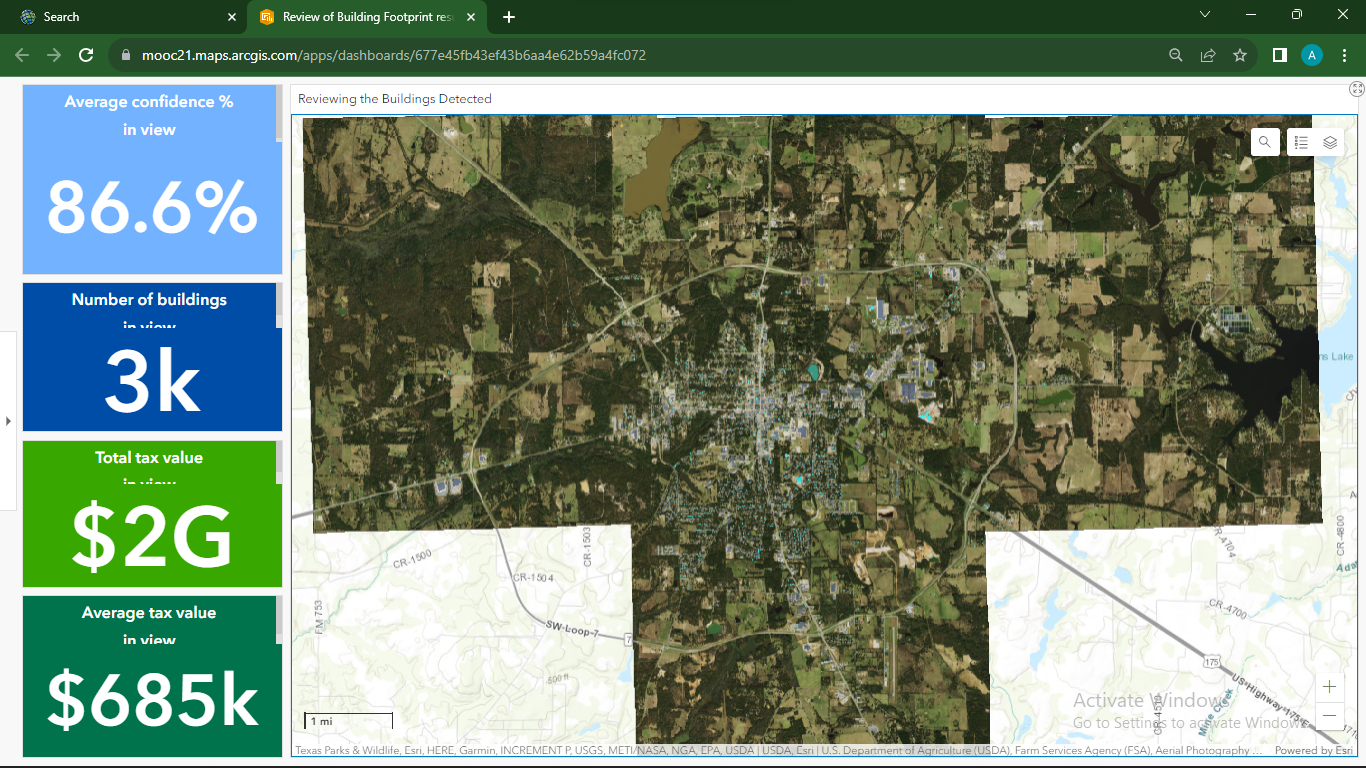 Search
Review of Building Footprint res
mooc21.maps.arcgis.com/apps/dashboards/677e45fb43ef43b6aa4e62b59a4fc072
A
Average confidence %
in view
86.6%
Number of buildings
in view
3k
Total tax value
in view
$2G
Average tax value
in view
$685k
Reviewing the Buildings Detected
ns Lake
CR-1500
CR-1503
CR-1504
FM 753
SW-Loop-7
7
500 ft
CR-4800
Ada
R-4704
CR-4700
175
US-Highway-175-E
CR-4510
Activate Windows
Go to Settings to activate Windows.
1 mi
Texas Parks & Wildlife, Esri, HERE, Garmin, INCREMENT P, USGS, METI/NASA, NGA, EPA, USDA | USDA, Esri | U.S. Department of Agriculture (USDA), Farm Services Agency (FSA), Aerial Photography ...
Powered by Esri